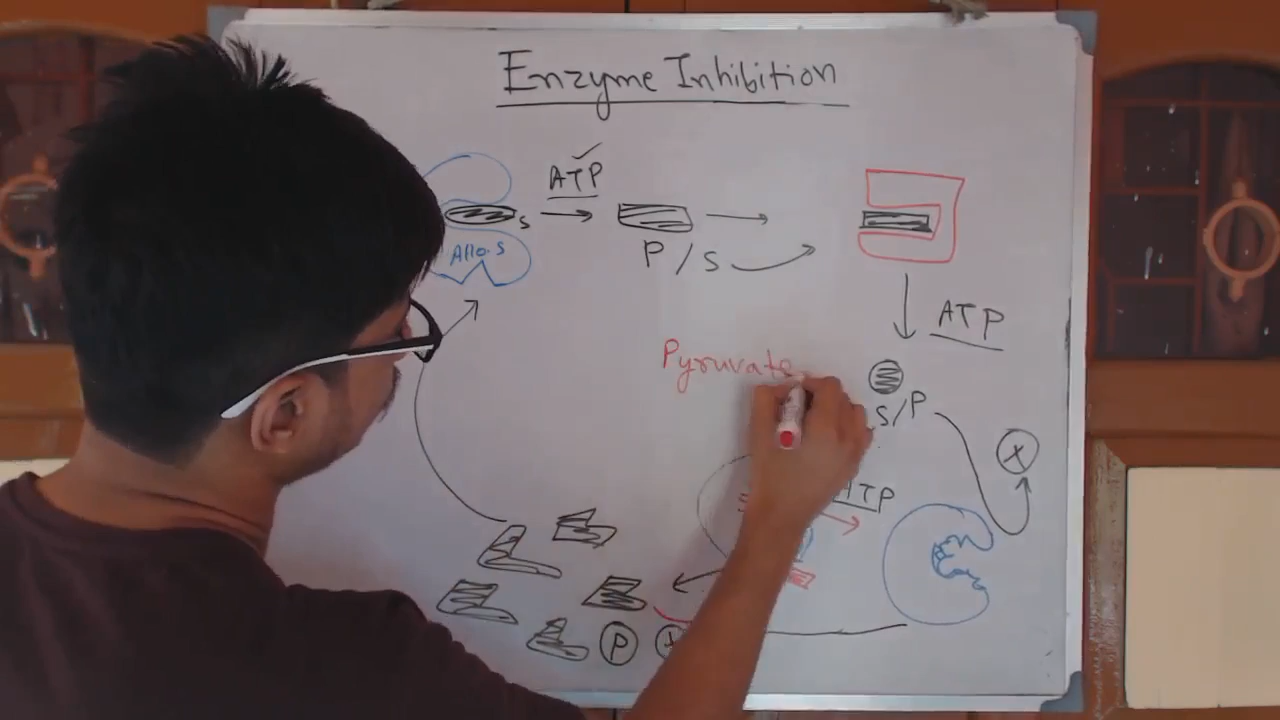 Enzyme Inhibition
ATP
S
Allo.S
P/S
ATP
Pyruvate
S/P
X
ATP
P